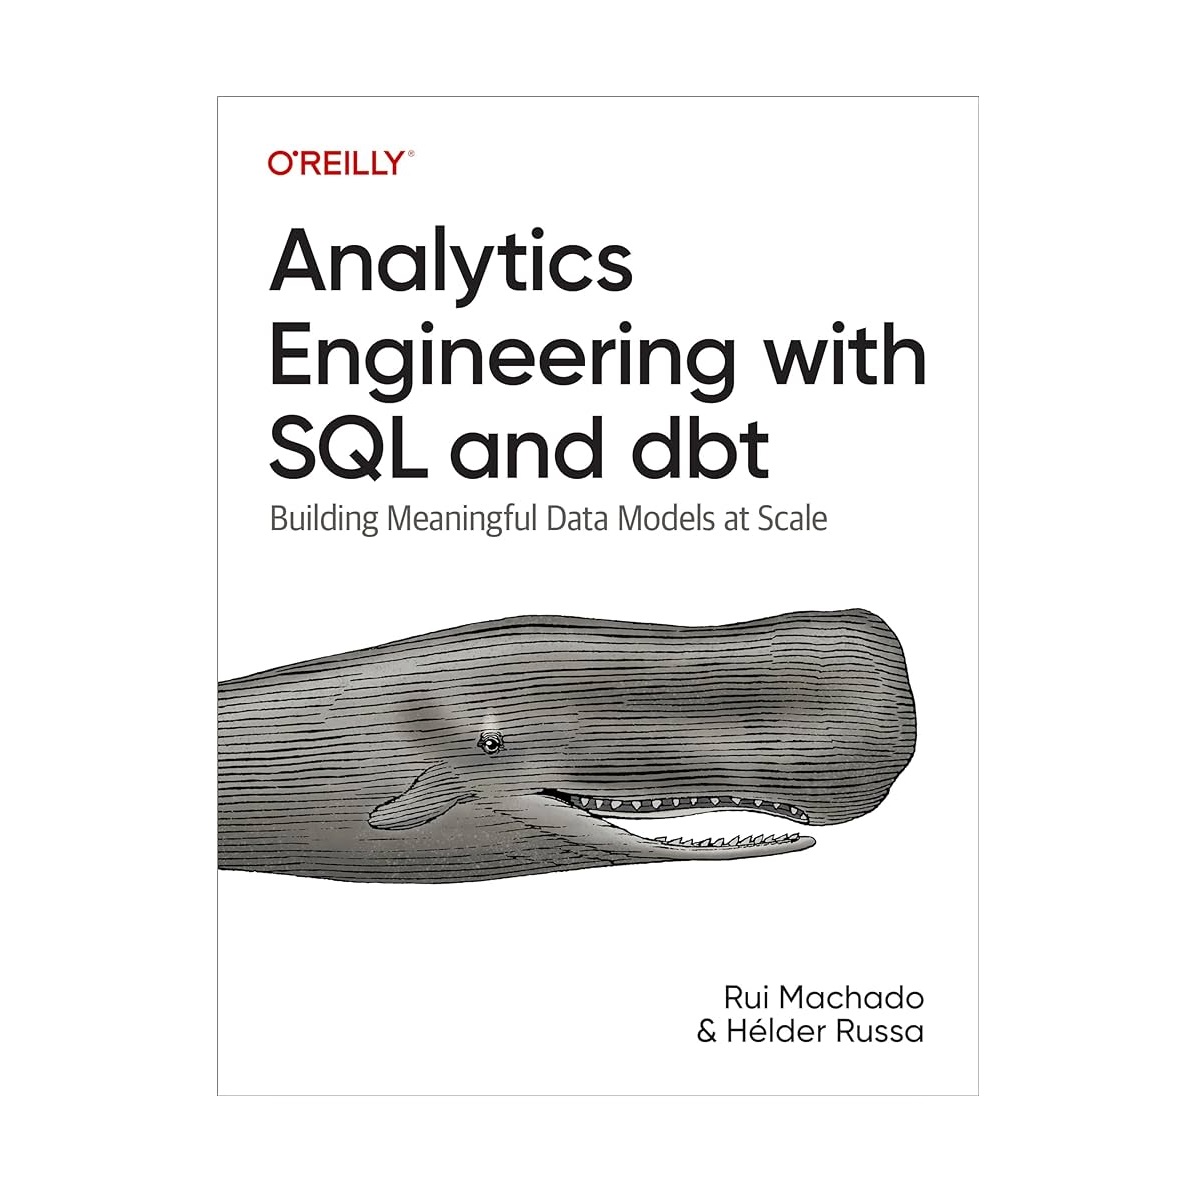 O'REILLY®
Analytics
Engineering with
SQL and dbt
Building Meaningful Data Models at Scale
Rui Machado
& Hélder Russa